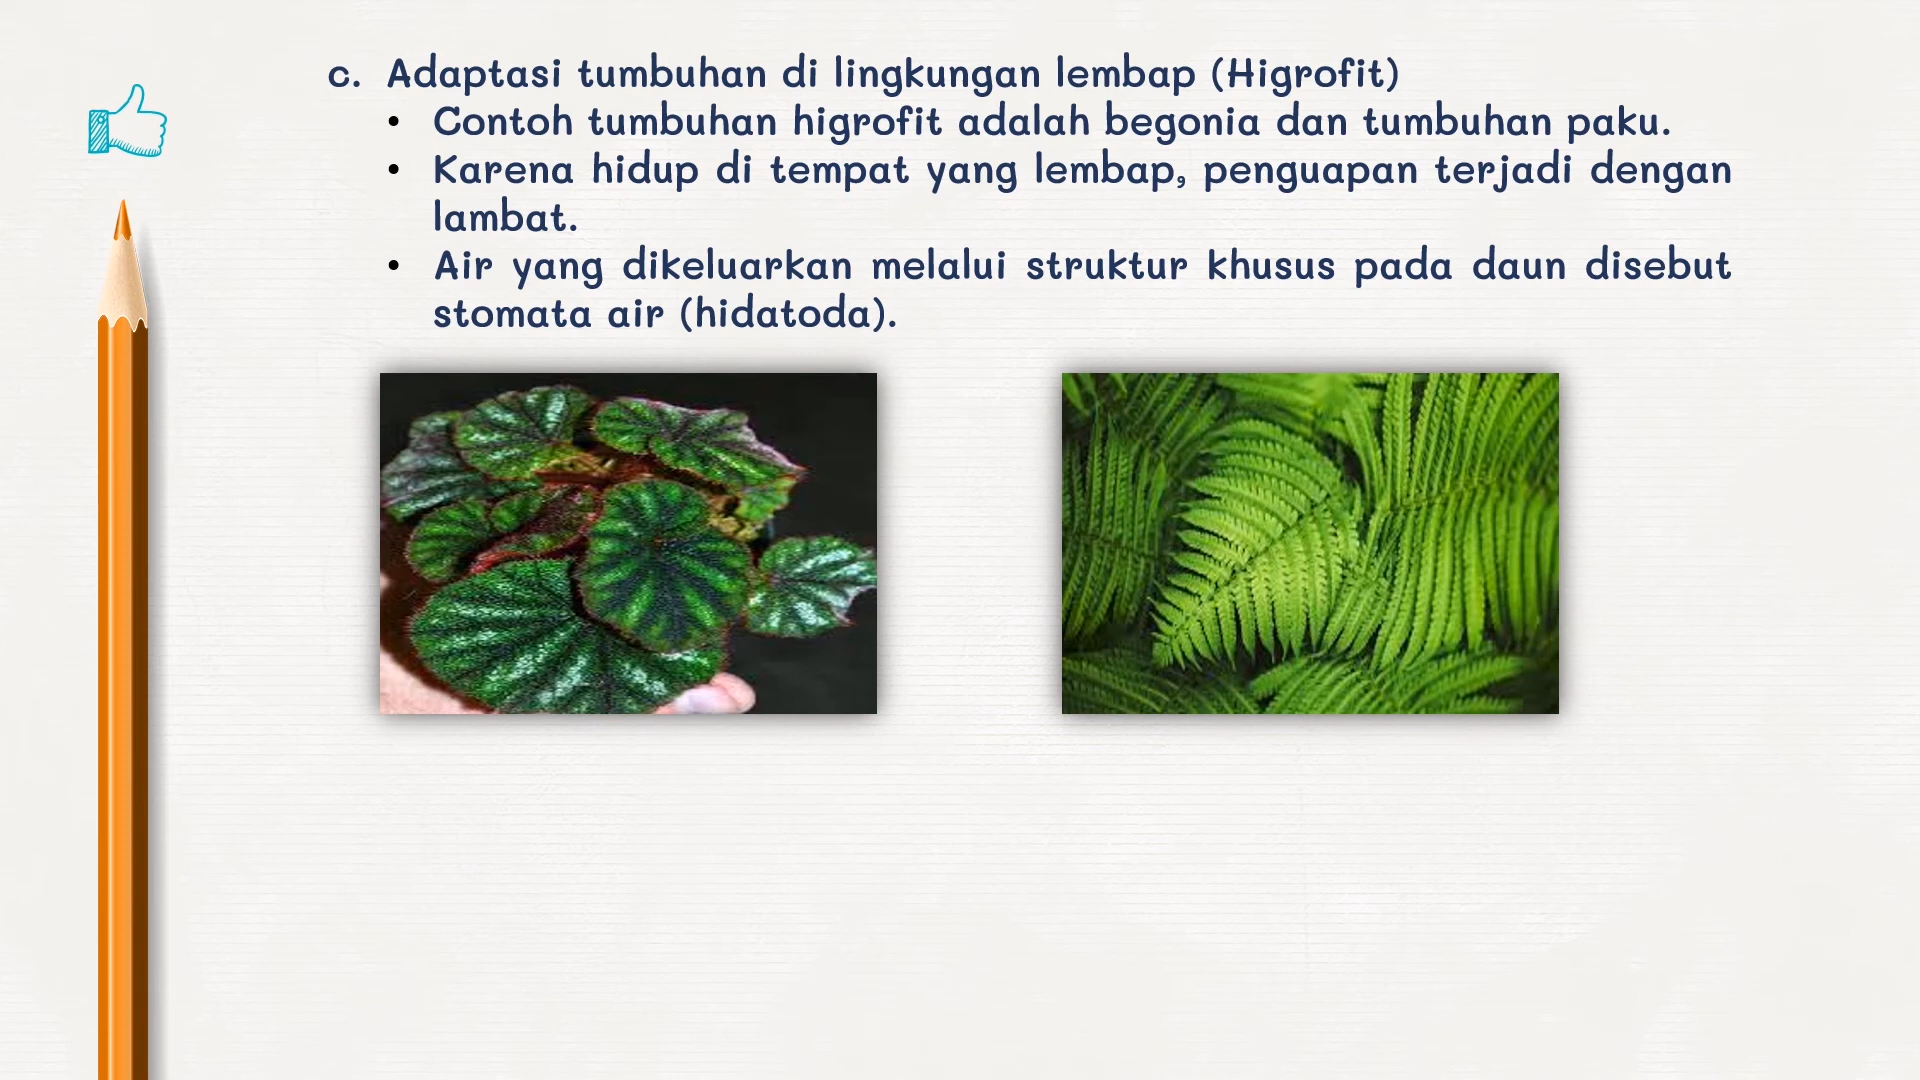 c. Adaptasi tumbuhan di lingkungan lembap (Higrofit)
• Contoh tumbuhan higrofit adalah begonia dan tumbuhan paku.
• Karena hidup di tempat yang lembap, penguapan terjadi dengan
lambat.
• Air yang dikeluarkan melalui struktur khusus pada daun disebut
stomata air (hidatoda).